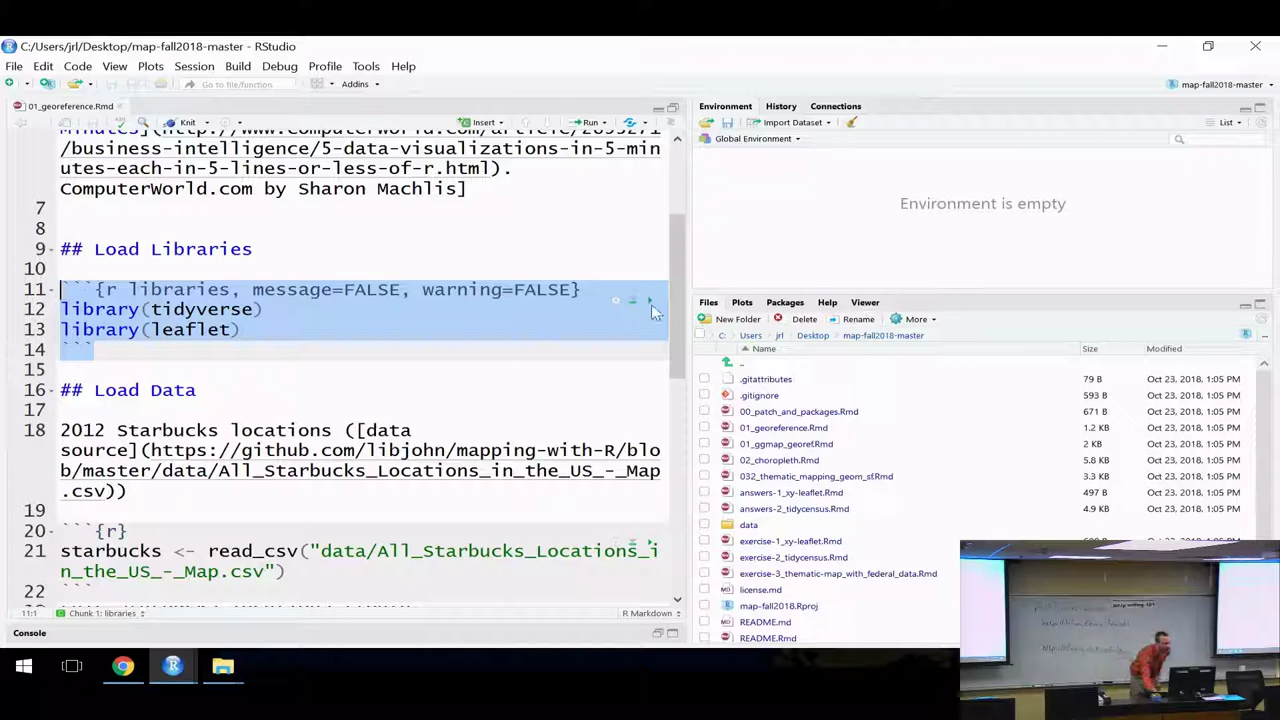 C:/Users/jrl/Desktop/map-fall2018-master - RStudio
File Edit Code View Plots Session Build Debug Profile Tools Help
Go to file/function Addins map-fall2018-master
01_georeference.Rmd
Knit Insert Run
Minutes](http://www.computerworld.com/article/2893271
/business-intelligence/5-data-visualizations-in-5-min
utes-each-in-5-lines-or-less-of-r.html).
ComputerWorld.com by Sharon Machlis]
7
8
9 ## Load Libraries
10
11 ```{r libraries, message=FALSE, warning=FALSE}
12 library(tidyverse)
13 library(leaflet)
14 ```
15
16 ## Load Data
17
18 2012 Starbucks locations ([data
source](https://github.com/libjohn/mapping-with-R/blo
b/master/data/All_Starbucks_Locations_in_the_US_-_Map
.csv))
19
20 ```{r}
21 starbucks <- read_csv("data/All_Starbucks_Locations_i
n_the_US_-_Map.csv")
22 ```
11:1 Chunk 1: libraries R Markdown
Console
Environment History Connections
Import Dataset List
Global Environment
Environment is empty
Files Plots Packages Help Viewer
New Folder Delete Rename More
C: Users jrl Desktop map-fall2018-master
Name Size Modified
..
.gitattributes 79 B Oct 23, 2018, 1:05 PM
.gitignore 593 B Oct 23, 2018, 1:05 PM
00_patch_and_packages.Rmd 671 B Oct 23, 2018, 1:05 PM
01_georeference.Rmd 1.2 KB Oct 23, 2018, 1:05 PM
01_ggmap_georef.Rmd 2 KB Oct 23, 2018, 1:05 PM
02_choropleth.Rmd 5.8 KB Oct 23, 2018, 1:05 PM
032_thematic_mapping_geom_sf.Rmd 3.3 KB Oct 23, 2018, 1:05 PM
answers-1_xy-leaflet.Rmd 497 B Oct 23, 2018, 1:05 PM
answers-2_tidycensus.Rmd 4.9 KB Oct 23, 2018, 1:05 PM
data
exercise-1_xy-leaflet.Rmd
exercise-2_tidycensus.Rmd
exercise-3_thematic-map_with_federal_data.Rmd
license.md
map-fall2018.Rproj
README.md
README.Rmd